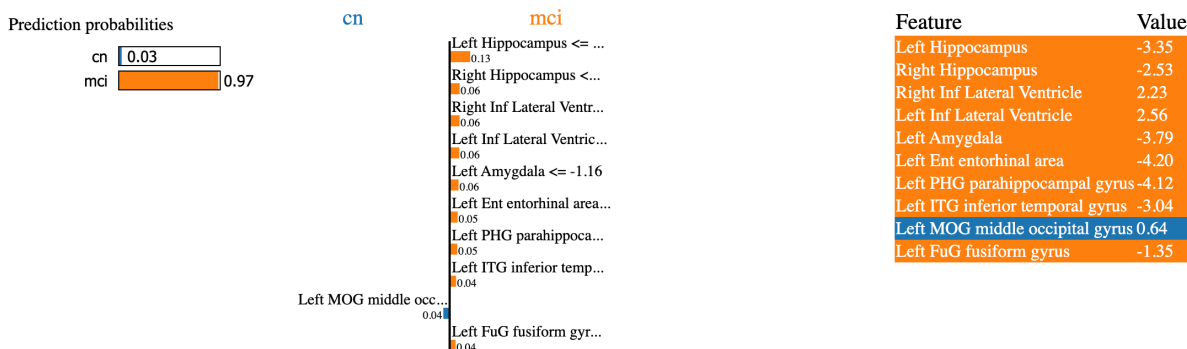 Prediction probabilities
cn 0.03
mci 0.97
cn mci
Left Hippocampus <= ...
0.13
Right Hippocampus <...
0.06
Right Inf Lateral Ventr...
0.06
Left Inf Lateral Ventric...
0.06
Left Amygdala <= -1.16
0.06
Left Ent entorhinal area...
0.05
Left PHG parahippoca...
0.05
Left ITG inferior temp...
0.04
Left MOG middle occ...
0.04
Left FuG fusiform gyr...
0.04
Feature Value
Left Hippocampus -3.35
Right Hippocampus -2.53
Right Inf Lateral Ventricle 2.23
Left Inf Lateral Ventricle 2.56
Left Amygdala -3.79
Left Ent entorhinal area -4.20
Left PHG parahippocampal gyrus -4.12
Left ITG inferior temporal gyrus -3.04
Left MOG middle occipital gyrus 0.64
Left FuG fusiform gyrus -1.35